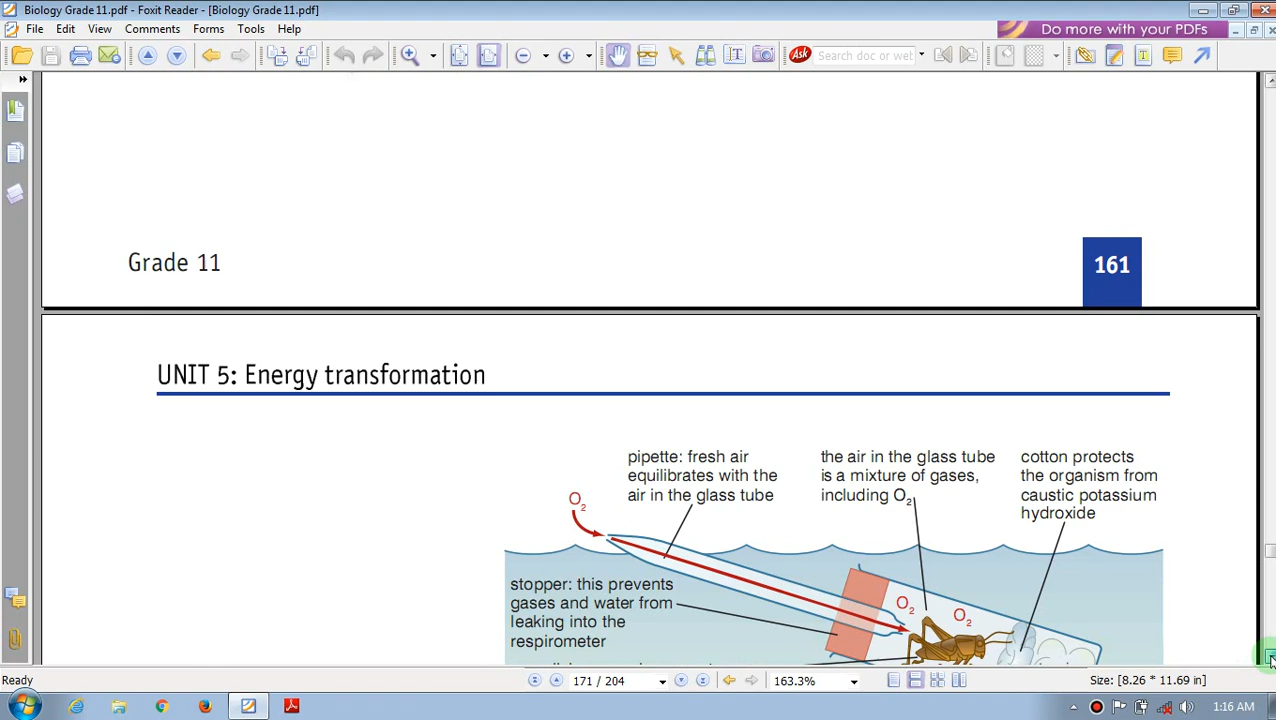 Biology Grade 11.pdf - Foxit Reader - [Biology Grade 11.pdf]
File Edit View Comments Forms Tools Help
Do more with your PDFs
Ask Search doc or wet
Grade 11
161
UNIT 5: Energy transformation
pipette: fresh air
equilibrates with the
air in the glass tube
the air in the glass tube
is a mixture of gases,
including O2
cotton protects
the organism from
caustic potassium
hydroxide
O2
stopper: this prevents
gases and water from
leaking into the
respirometer
O2
O2
Ready
171 / 204
163.3%
Size: [8.26 * 11.69 in]
1:16 AM